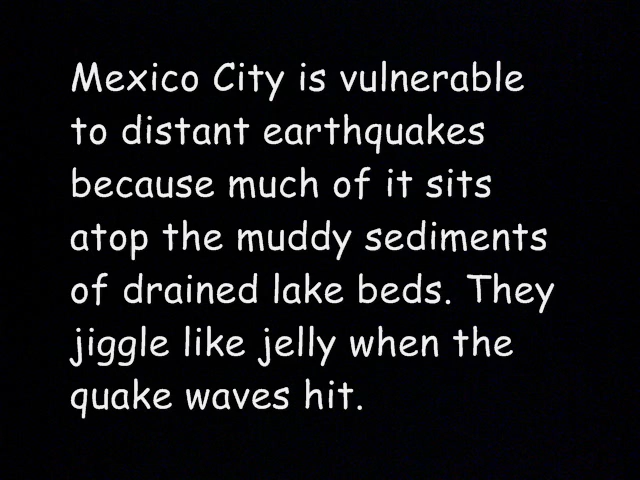 Mexico City is vulnerable
to distant earthquakes
because much of it sits
atop the muddy sediments
of drained lake beds. They
jiggle like jelly when the
quake waves hit.